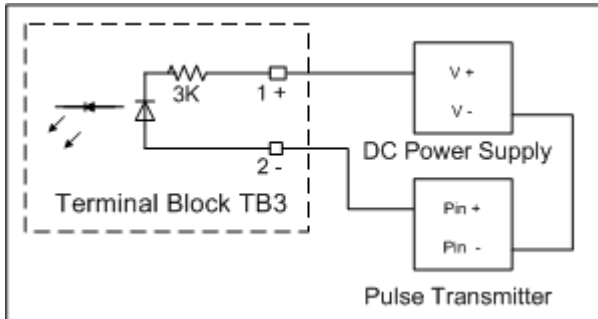 3K
1 +
2 -
Terminal Block TB3
V +
V -
DC Power Supply
Pin +
Pin -
Pulse Transmitter